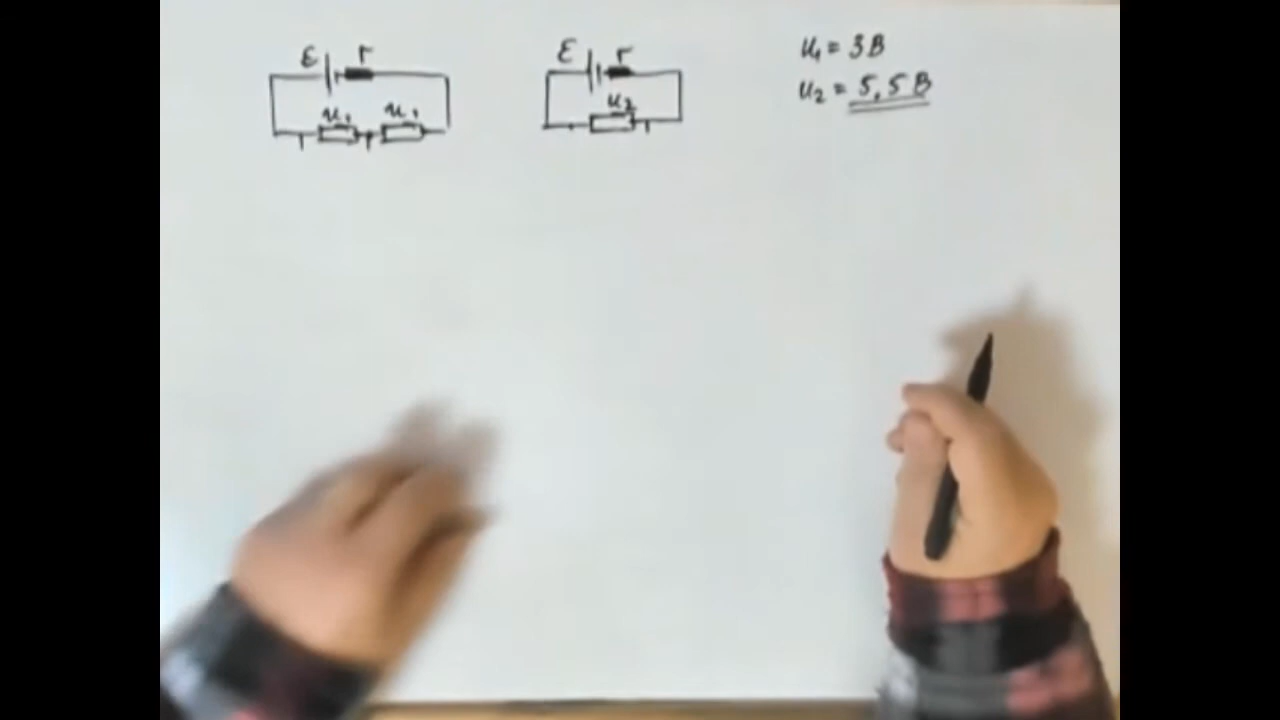 ε r
u₁ u₁
ε r
u₂
u₁ = 3 В
u₂ = 5,5 В